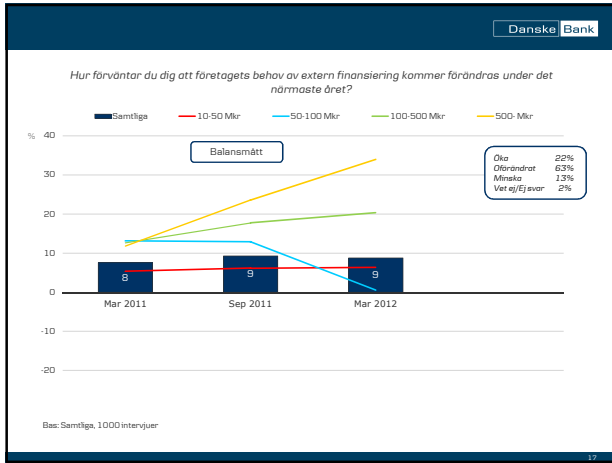 Danske Bank
Hur förväntar du dig att företagets behov av extern finansiering kommer förändras under det
närmaste året?
Samtliga 10-50 Mkr 50-100 Mkr 100-500 Mkr 500- Mkr
%
40
Balansmått
Öka 22%
Oförändrat 63%
Minska 13%
Vet ej/Ej svar 2%
30
20
10
8 9 9
0
Mar 2011 Sep 2011 Mar 2012
-10
-20
Bas: Samtliga, 1000 intervjuer
17